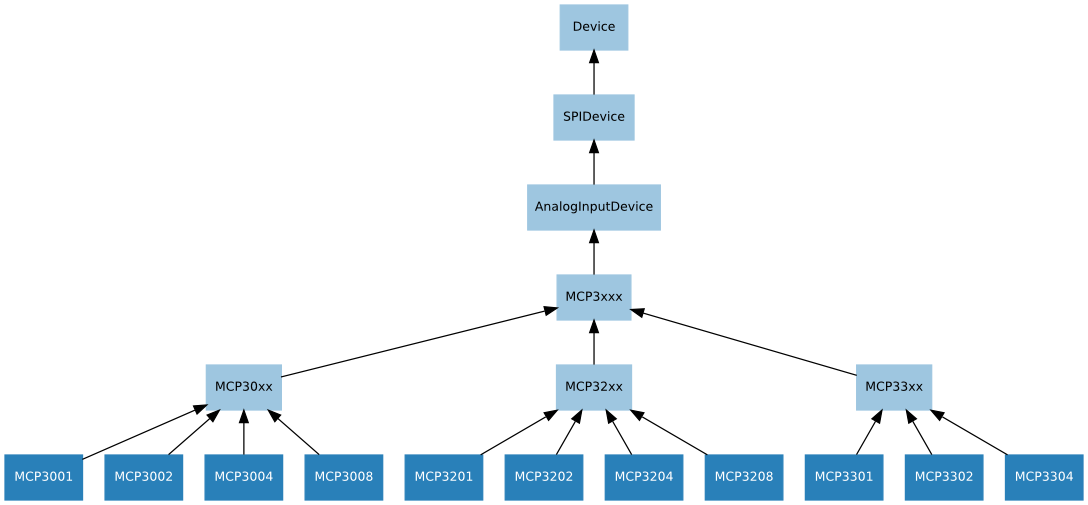 Device
SPIDevice
AnalogInputDevice
MCP3xxx
MCP30xx
MCP32xx
MCP33xx
MCP3001
MCP3002
MCP3004
MCP3008
MCP3201
MCP3202
MCP3204
MCP3208
MCP3301
MCP3302
MCP3304